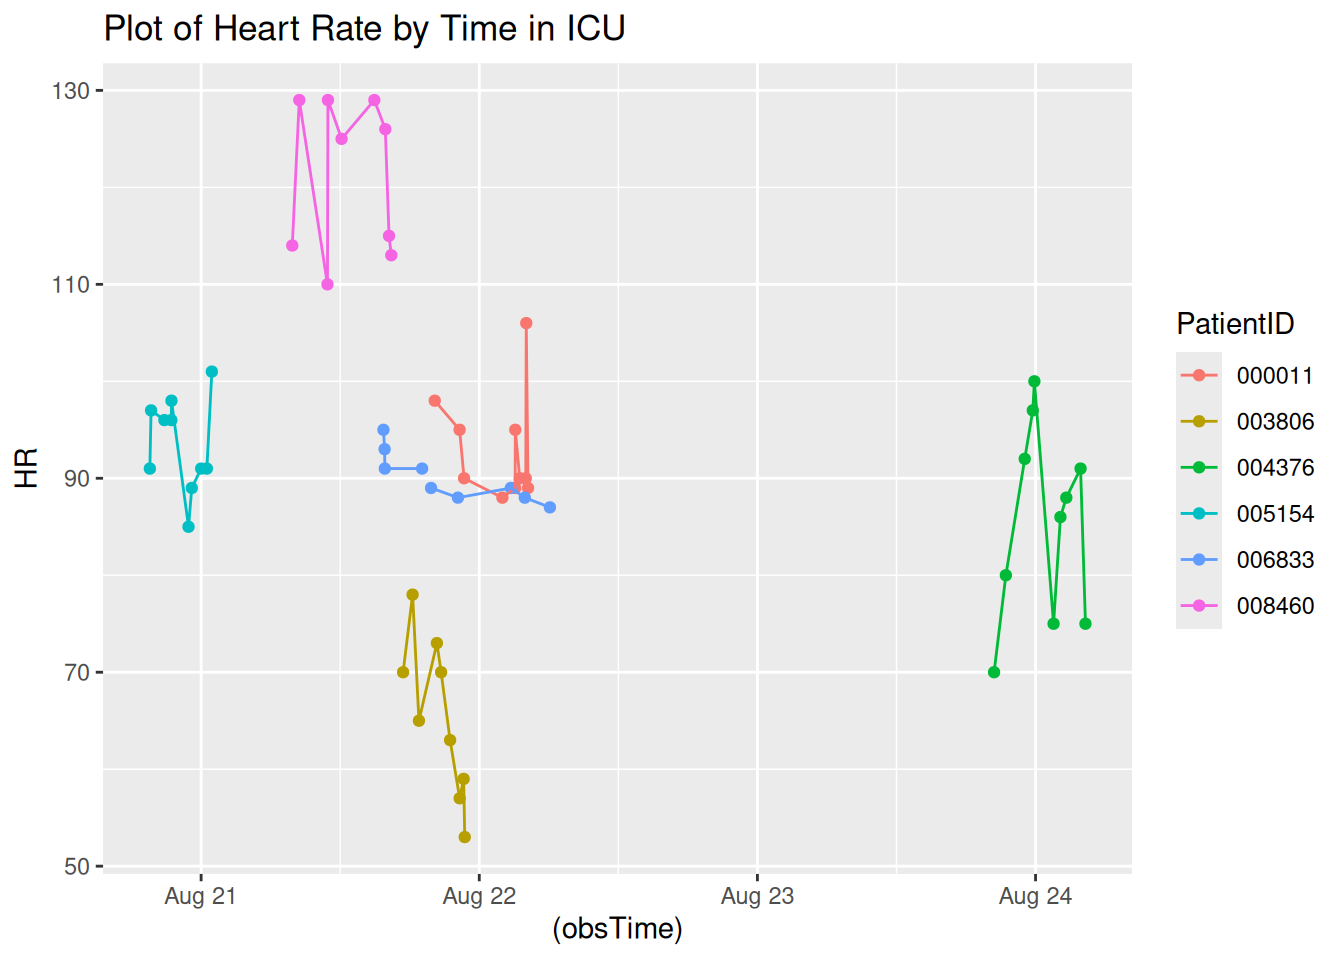 Plot of Heart Rate by Time in ICU
130
110
90
70
50
HR
Aug 21 Aug 22 Aug 23 Aug 24
(obsTime)
PatientID
000011
003806
004376
005154
006833
008460